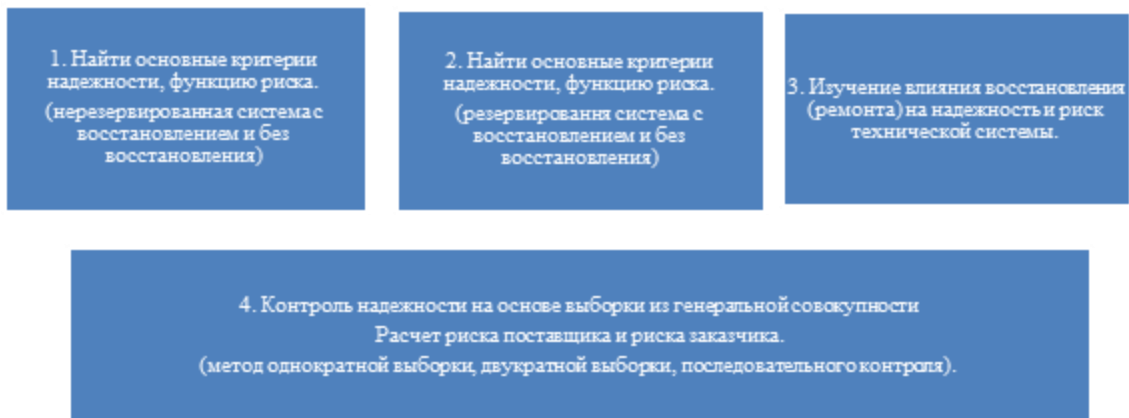 1. Найти основные критерии
надежности, функцию риска.
(нерезервированная система с
восстановлением и без
восстановления)
2. Найти основные критерии
надежности, функцию риска.
(резервировання система с
восстановлением и без
восстановления)
3. Изучение влияния восстановления
(ремонта) на надежность и риск
технической системы.
4. Контроль надежности на основе выборки из генеральной совокупности
Расчет риска поставщика и риска заказчика.
(метод однократной выборки, двукратной выборки, последовательного контроля).